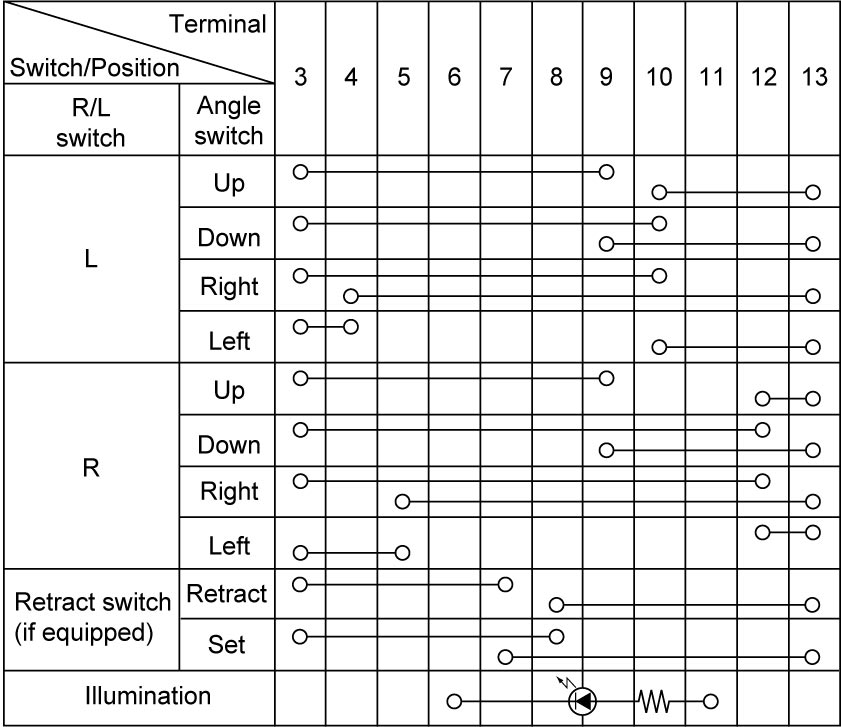 Terminal
Switch/Position
3 4 5 6 7 8 9 10 11 12 13
R/L
switch
Angle
switch
L
Up
Down
Right
Left
R
Up
Down
Right
Left
Retract switch
(if equipped)
Retract
Set
Illumination